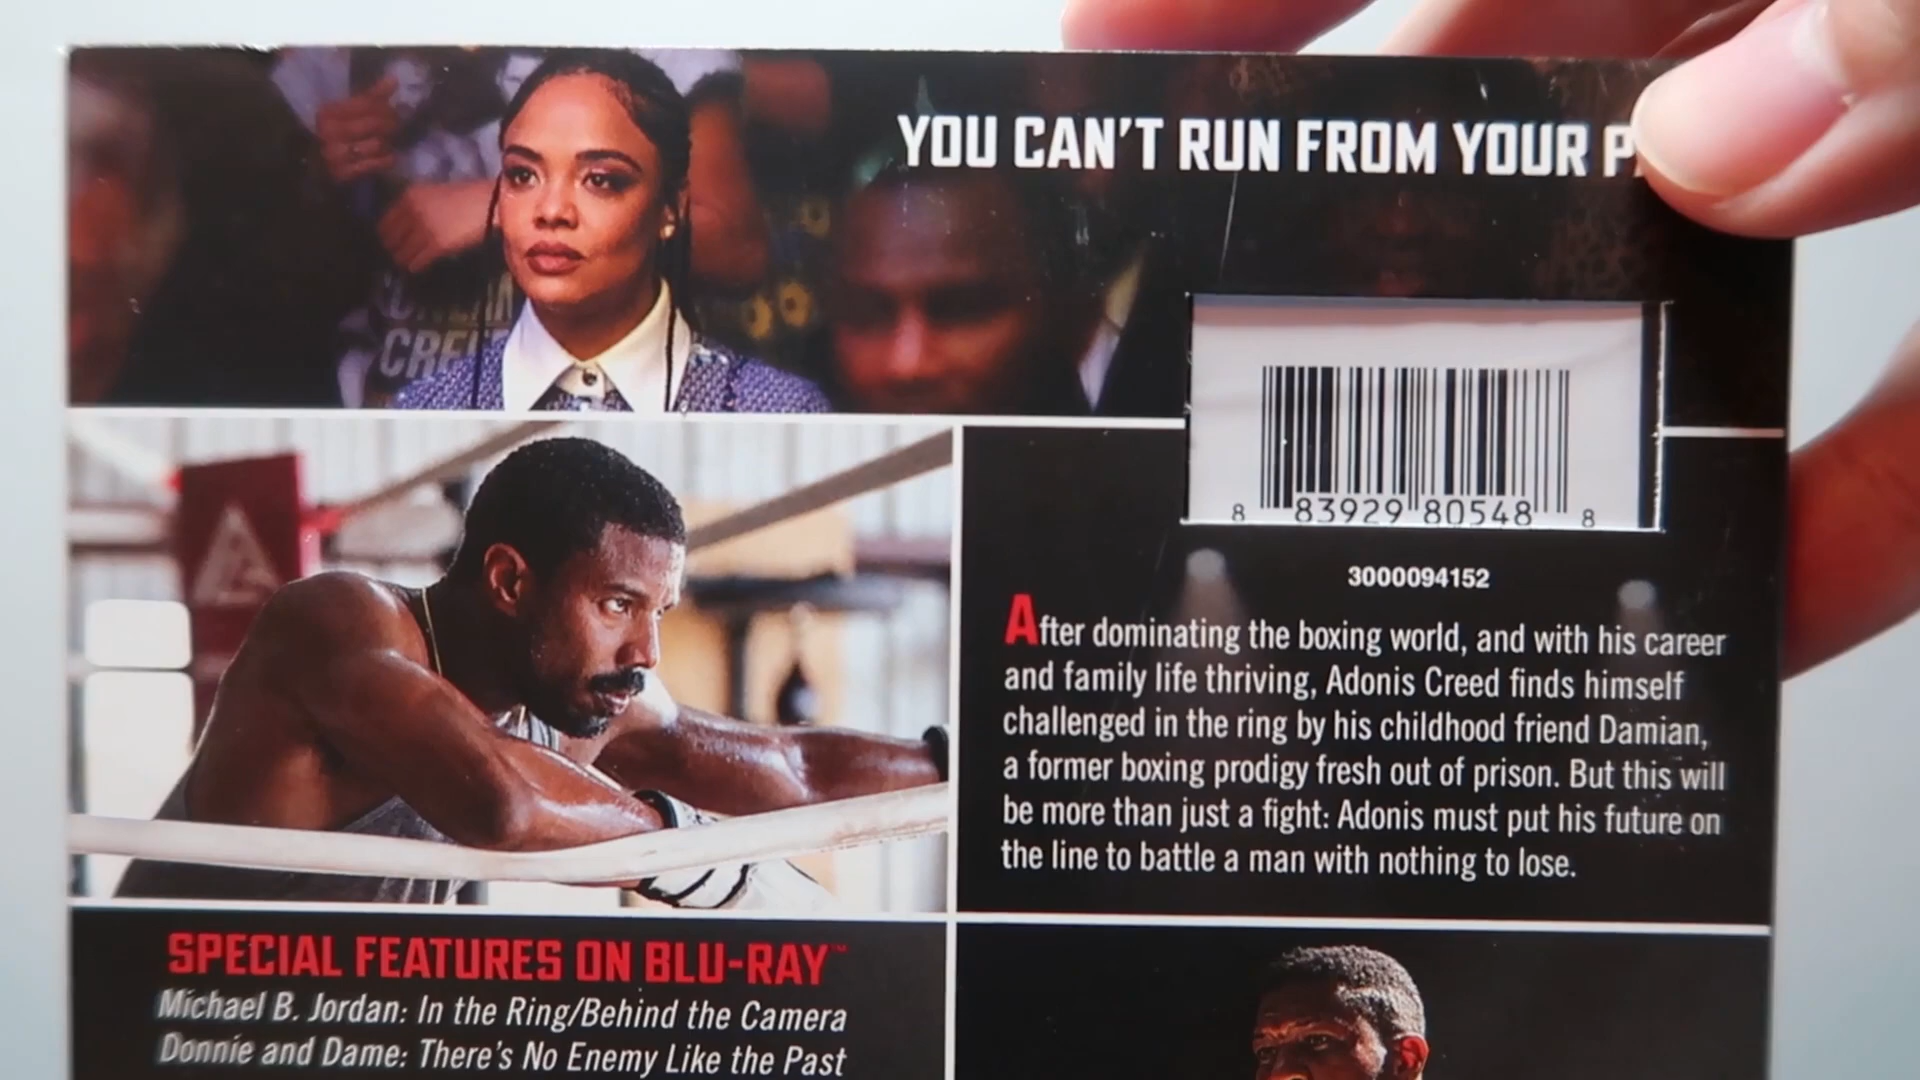 YOU CAN'T RUN FROM YOUR
8 83929 80548 8
3000094152
After dominating the boxing world, and with his career
and family life thriving, Adonis Creed finds himself
challenged in the ring by his childhood friend Damian,
a former boxing prodigy fresh out of prison. But this will
be more than just a fight: Adonis must put his future on
the line to battle a man with nothing to lose.
SPECIAL FEATURES ON BLU-RAY™
Michael B. Jordan: In the Ring/Behind the Camera
Donnie and Dame: There's No Enemy Like the Past